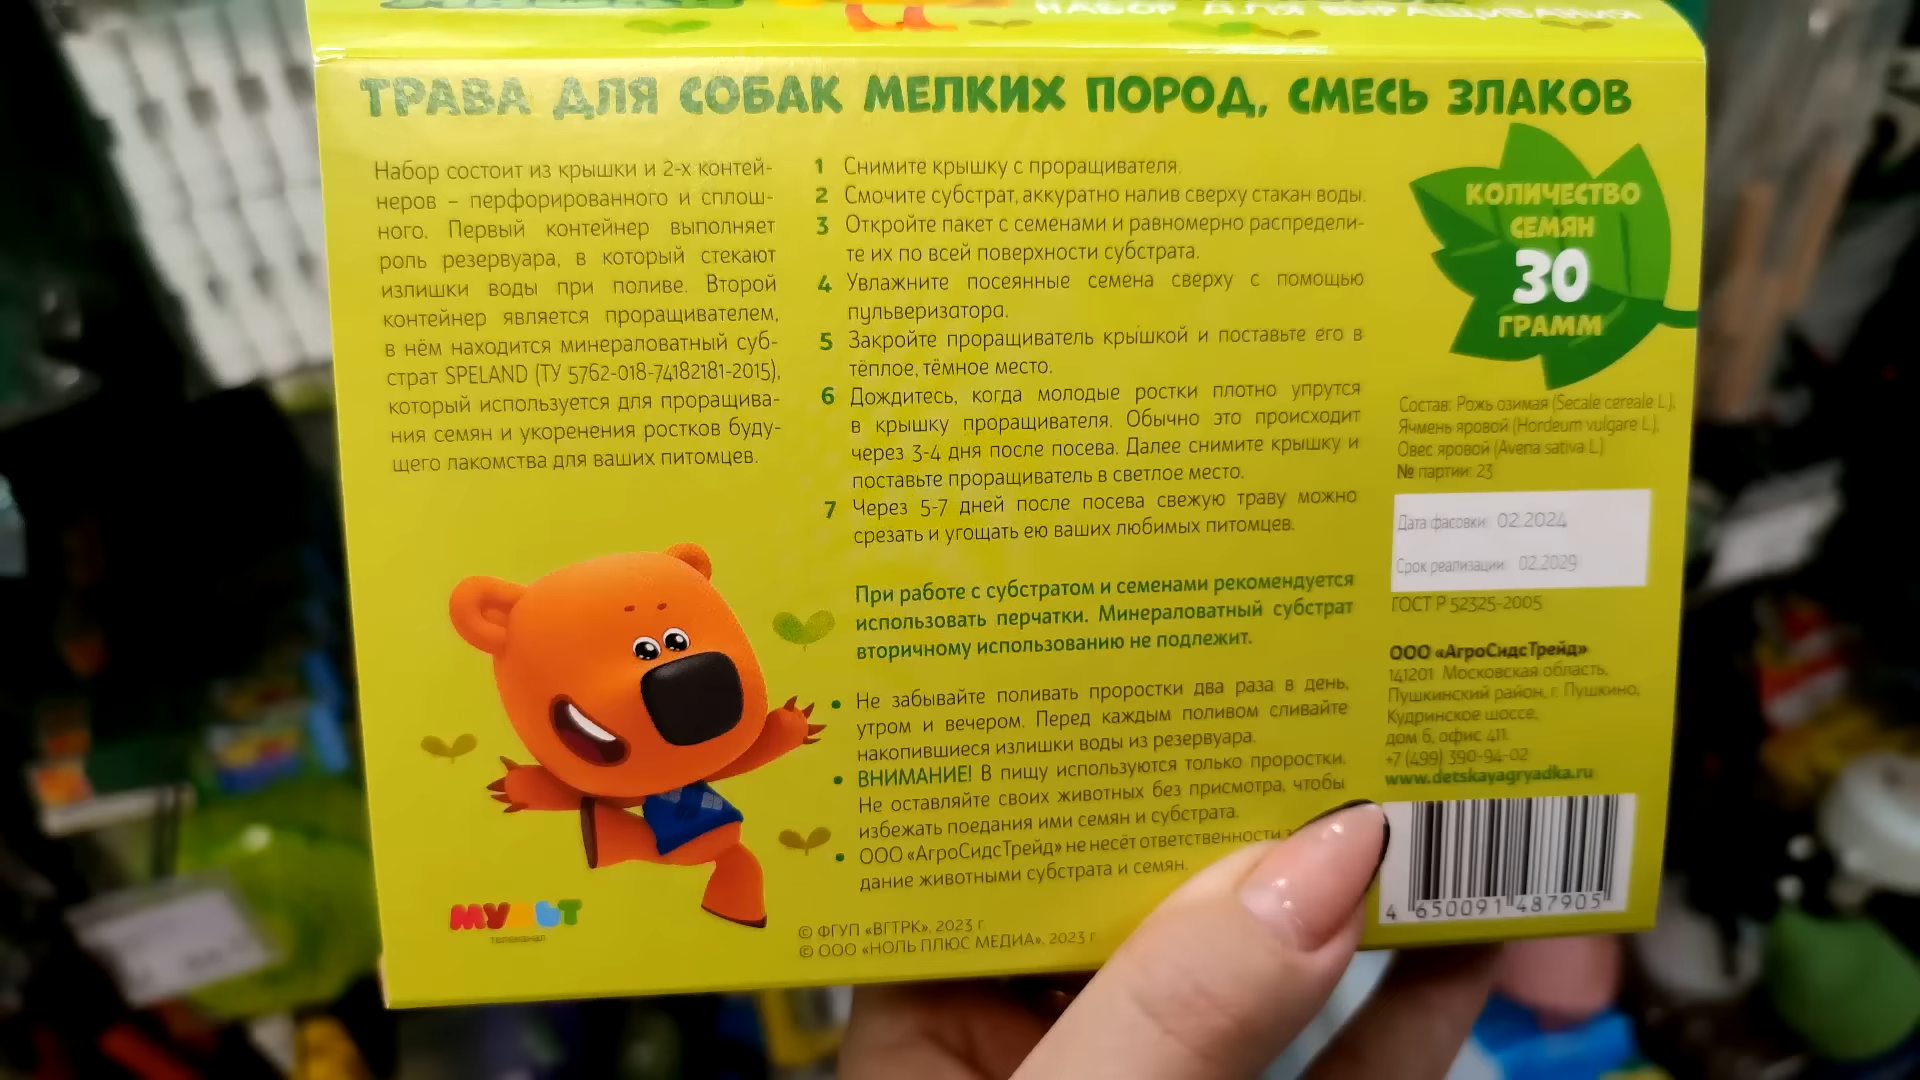 НАБОР ДЛЯ ВЫРАЩИВАНИЯ
ТРАВА ДЛЯ СОБАК МЕЛКИХ ПОРОД, СМЕСЬ ЗЛАКОВ
Набор состоит из крышки и 2-х контей-
неров – перфорированного и сплош-
ного. Первый контейнер выполняет
роль резервуара, в который стекают
излишки воды при поливе. Второй
контейнер является проращивателем,
в нём находится минераловатный суб-
страт SPELAND (ТУ 5762-018-74182181-2015),
который используется для проращива-
ния семян и укоренения ростков буду-
щего лакомства для ваших питомцев.
1 Снимите крышку с проращивателя.
2 Смочите субстрат, аккуратно налив сверху стакан воды.
3 Откройте пакет с семенами и равномерно распредели-
те их по всей поверхности субстрата.
4 Увлажните посеянные семена сверху с помощью
пульверизатора.
5 Закройте проращиватель крышкой и поставьте его в
тёплое, тёмное место.
6 Дождитесь, когда молодые ростки плотно упрутся
в крышку проращивателя. Обычно это происходит
через 3-4 дня после посева. Далее снимите крышку и
поставьте проращиватель в светлое место.
7 Через 5-7 дней после посева свежую траву можно
срезать и угощать ею ваших любимых питомцев.
При работе с субстратом и семенами рекомендуется
использовать перчатки. Минераловатный субстрат
вторичному использованию не подлежит.
• Не забывайте поливать проростки два раза в день,
утром и вечером. Перед каждым поливом сливайте
накопившиеся излишки воды из резервуара.
• ВНИМАНИЕ! В пищу используются только проростки.
Не оставляйте своих животных без присмотра, чтобы
избежать поедания ими семян и субстрата.
• ООО «АгроСидсТрейд» не несёт ответственности з
дание животными субстрата и семян.
© ФГУП «ВГТРК», 2023 г
© ООО «НОЛЬ ПЛЮС МЕДИА», 2023 г
МУЛЬТ
телеканал
КОЛИЧЕСТВО
СЕМЯН
30
ГРАММ
Состав: Рожь озимая (Secale cereale L.),
Ячмень яровой (Hordeum vulgare L.),
Овес яровой (Avena sativa L.)
№ партии: 23
Дата фасовки: 02.2024
Срок реализации: 02.2029
ГОСТ Р 52325-2005
ООО «АгроСидсТрейд»
141201 Московская область,
Пушкинский район, г. Пушкино,
Кудринское шоссе,
дом 6, офис 411.
+7 (499) 390-94-02
www.detskayagryadka.ru
4 650091 487905